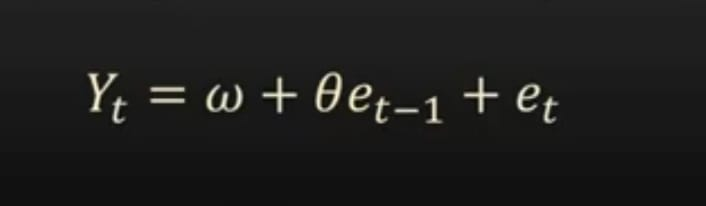 Yₜ = ω + θeₜ₋₁ + eₜ